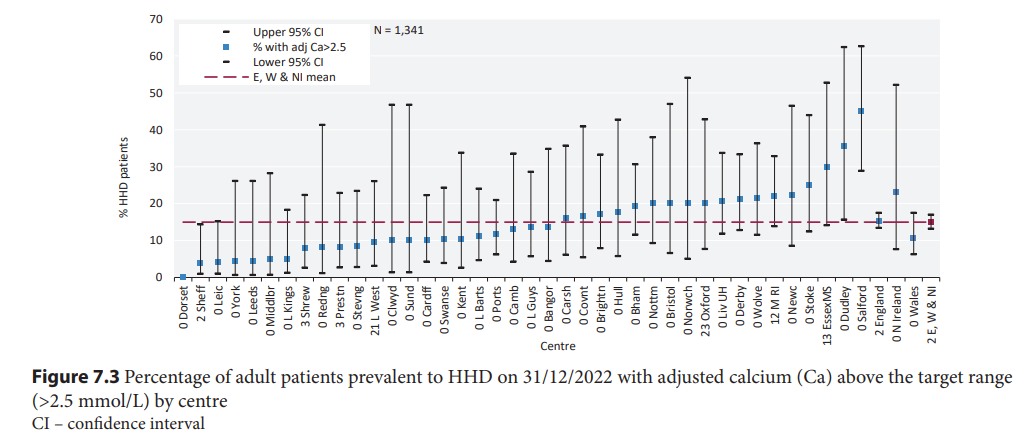 70
60
50
40
30
20
10
0
% HHD patients
Upper 95% CI
% with adj Ca>2.5
Lower 95% CI
E, W & NI mean
N = 1,341
0 Dorset
2 Sheff
0 Leic
0 York
0 Leeds
0 Middlbr
0 L Kings
3 Shrew
0 Redng
3 Prestn
0 Stevng
21 L West
0 Clwyd
0 Sund
0 Cardff
0 Swanse
0 Kent
0 L Barts
0 Ports
0 Camb
0 L Guys
0 Bangor
0 Carsh
0 Covnt
0 Brightn
0 Hull
0 Bham
0 Nottm
0 Bristol
0 Norwch
23 Oxford
0 Liv UH
0 Derby
0 Wolve
12 M RI
0 Newc
0 Stoke
13 EssexMS
0 Dudley
0 Salford
2 England
0 N Ireland
0 Wales
2 E, W & NI
Centre
Figure 7.3 Percentage of adult patients prevalent to HHD on 31/12/2022 with adjusted calcium (Ca) above the target range
(>2.5 mmol/L) by centre
CI – confidence interval